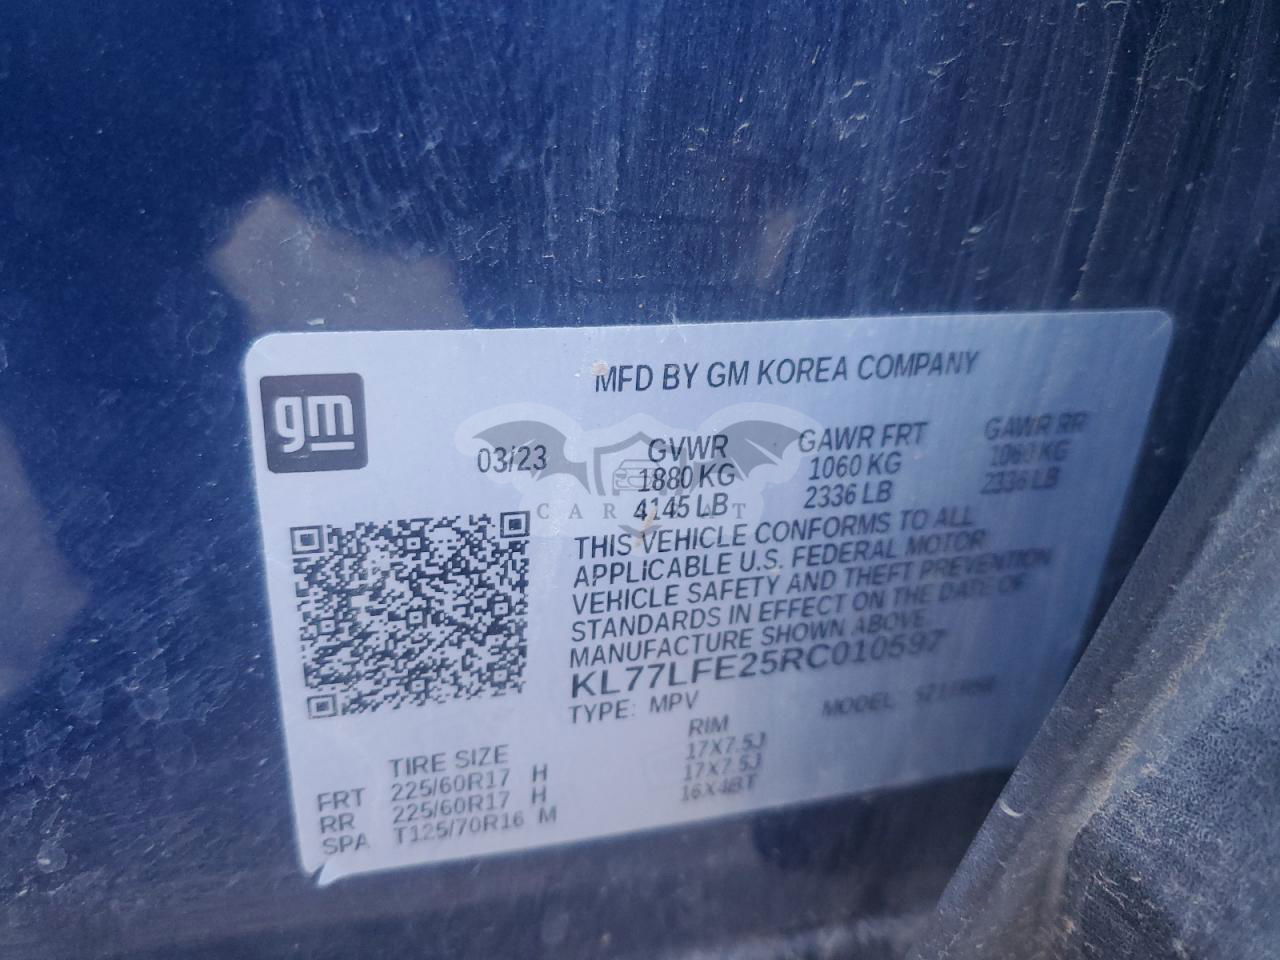 MFD BY GM KOREA COMPANY
gm
03/23
GVWR GAWR FRT GAWR RR
1880 KG 1060 KG 1060 KG
4145 LB 2336 LB 2336 LB
THIS VEHICLE CONFORMS TO ALL
APPLICABLE U.S. FEDERAL MOTOR
VEHICLE SAFETY AND THEFT PREVENTION
STANDARDS IN EFFECT ON THE DATE OF
MANUFACTURE SHOWN ABOVE
KL77LFE25RC010597
TYPE: MPV MODEL
TIRE SIZE RIM
FRT 225/60R17 H 17X7.5J
RR 225/60R17 H 17X7.5J
SPA T125/70R16 M 16X4BT